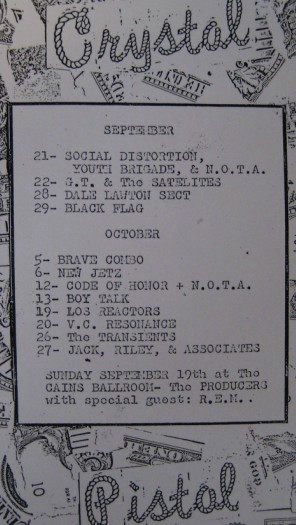 Crystal
SEPTEMBER
21- SOCIAL DISTORTION,
YOUTH BRIGADE, & N.O.T.A.
22- G.T. & The SATELITES
28- DALE LAWTON SECT
29- BLACK FLAG
OCTOBER
5- BRAVE COMBO
6- NEW JETZ
12- CODE OF HONOR + N.O.T.A.
13- BOY TALK
19- LOS REACTORS
20- V.C. RESONANCE
26- The TRANSIENTS
27- JACK, RILEY, & ASSOCIATES
SUNDAY SEPTEMBER 19th at The
CAINS BALLROOM- The PRODUCERS
with special guest: R.E.M..
10
Pistol